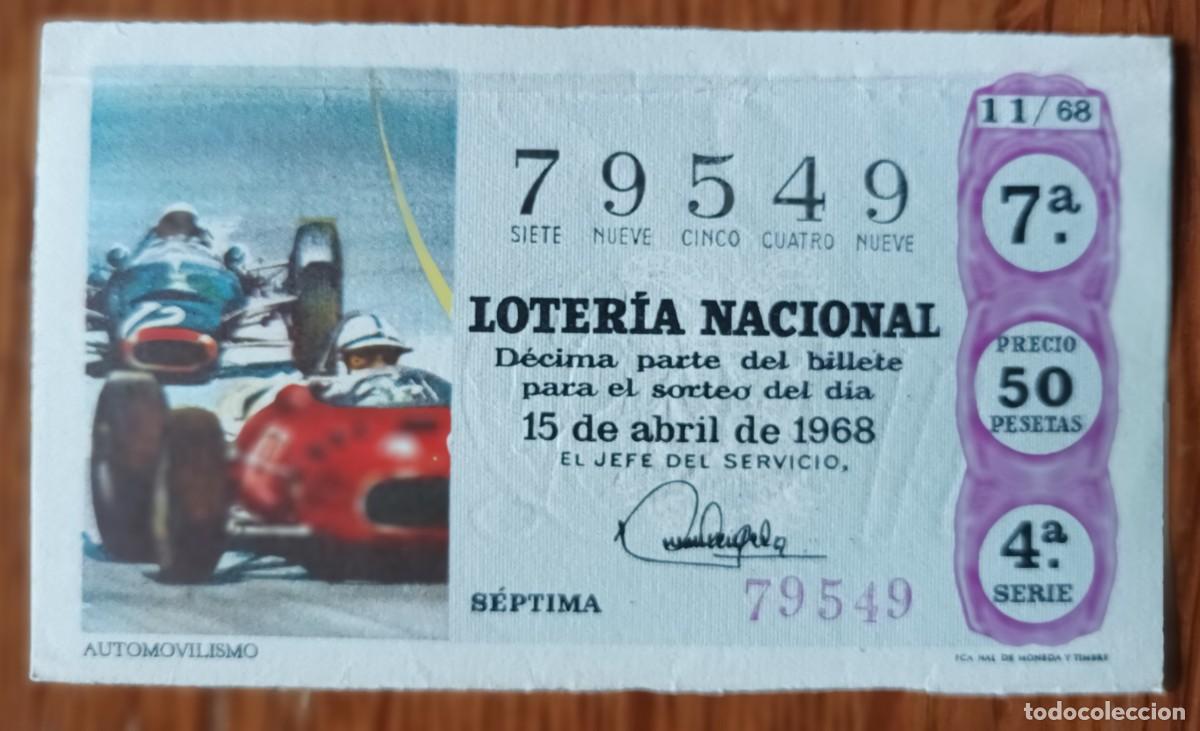 11/68
7 9 5 4 9
SIETE NUEVE CINCO CUATRO NUEVE
7ª.
LOTERÍA NACIONAL
Décima parte del billete
para el sorteo del día
15 de abril de 1968
EL JEFE DEL SERVICIO,
PRECIO
50
PESETAS
4ª.
SERIE
SÉPTIMA
79549
AUTOMOVILISMO
FCA NAL DE MONEDA Y TIMBRE
todocoleccion